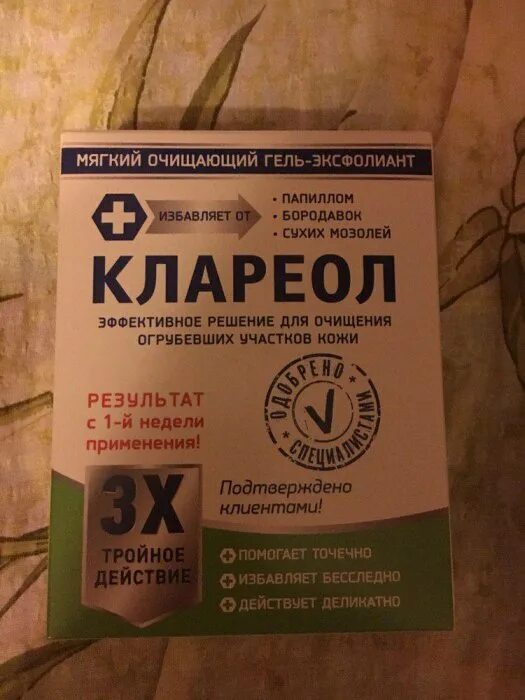 МЯГКИЙ ОЧИЩАЮЩИЙ ГЕЛЬ-ЭКСФОЛИАНТ
ИЗБАВЛЯЕТ ОТ
• ПАПИЛЛОМ
• БОРОДАВОК
• СУХИХ МОЗОЛЕЙ
КЛАРЕОЛ
ЭФФЕКТИВНОЕ РЕШЕНИЕ ДЛЯ ОЧИЩЕНИЯ
ОГРУБЕВШИХ УЧАСТКОВ КОЖИ
РЕЗУЛЬТАТ
с 1-й недели
применения!
ОДОБРЕНО
СПЕЦИАЛИСТАМИ
3X
ТРОЙНОЕ
ДЕЙСТВИЕ
Подтверждено
клиентами!
ПОМОГАЕТ ТОЧЕЧНО
ИЗБАВЛЯЕТ БЕССЛЕДНО
ДЕЙСТВУЕТ ДЕЛИКАТНО